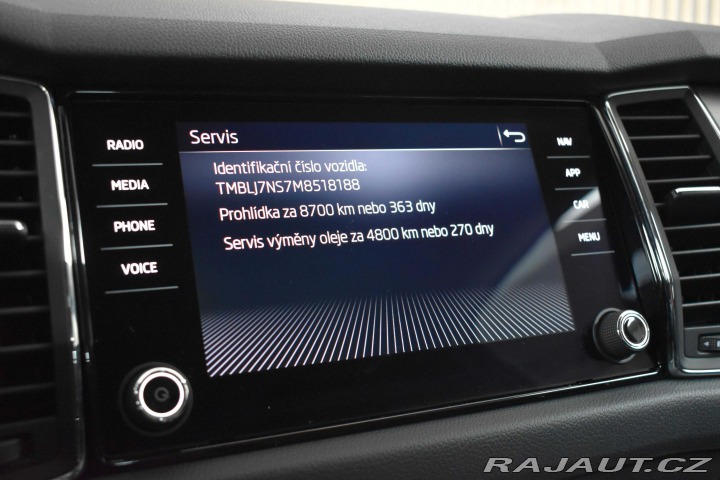 Servis
Identifikační číslo vozidla:
TMBLJ7NS7M8518188
Prohlídka za 8700 km nebo 363 dny
Servis výměny oleje za 4800 km nebo 270 dny
RADIO
MEDIA
PHONE
VOICE
NAV
APP
CAR
MENU
RAJAUT.CZ